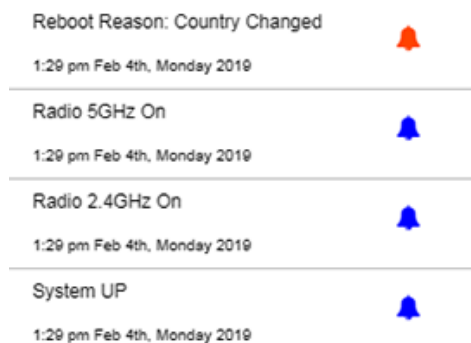 Reboot Reason: Country Changed
1:29 pm Feb 4th, Monday 2019
Radio 5GHz On
1:29 pm Feb 4th, Monday 2019
Radio 2.4GHz On
1:29 pm Feb 4th, Monday 2019
System UP
1:29 pm Feb 4th, Monday 2019